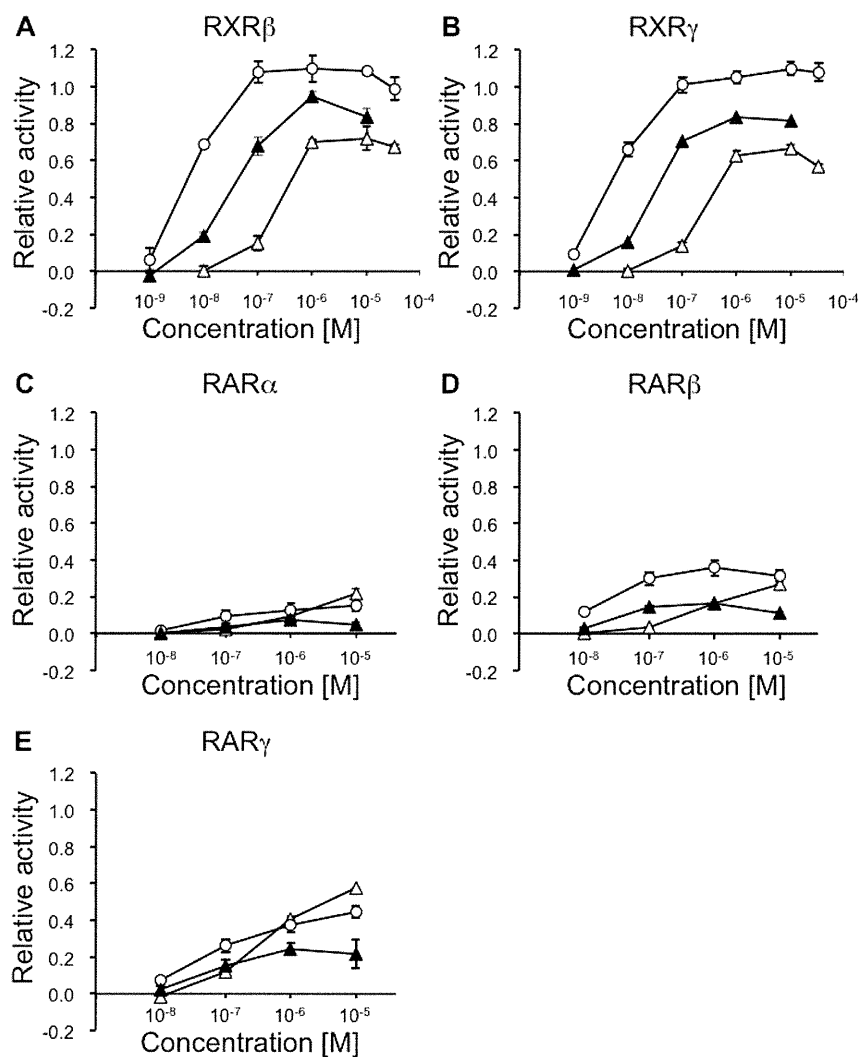 A RXRβ
1.2
1.0
0.8
0.6
0.4
0.2
0.0
-0.2
Relative activity
10⁻⁹ 10⁻⁸ 10⁻⁷ 10⁻⁶ 10⁻⁵ 10⁻⁴
Concentration [M]
B RXRγ
1.2
1.0
0.8
0.6
0.4
0.2
0.0
-0.2
Relative activity
10⁻⁹ 10⁻⁸ 10⁻⁷ 10⁻⁶ 10⁻⁵ 10⁻⁴
Concentration [M]
C RARα
1.2
1.0
0.8
0.6
0.4
0.2
0.0
-0.2
Relative activity
10⁻⁸ 10⁻⁷ 10⁻⁶ 10⁻⁵
Concentration [M]
D RARβ
1.2
1.0
0.8
0.6
0.4
0.2
0.0
-0.2
Relative activity
10⁻⁸ 10⁻⁷ 10⁻⁶ 10⁻⁵
Concentration [M]
E RARγ
1.2
1.0
0.8
0.6
0.4
0.2
0.0
-0.2
Relative activity
10⁻⁸ 10⁻⁷ 10⁻⁶ 10⁻⁵
Concentration [M]